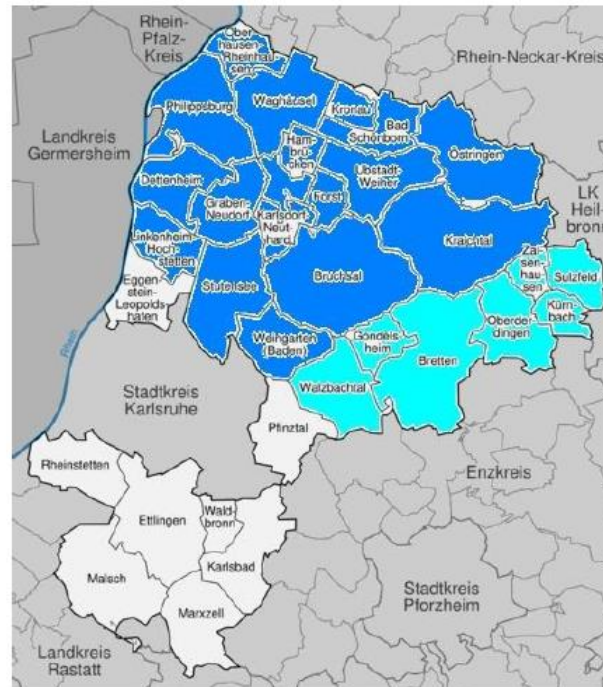 Rhein-
Pfalz-
Kreis
Ober
hausen
Rheinhau-
sen
Rhein-Neckar-Kreis
Philippsburg
Waghäusel
Kronau
Bad
Schönborn
Östringen
Landkreis
Germersheim
Ham-
brü-
cken
Ubstadt-
Weiher
Dettenheim
Graben-
Neudorf
Forst
LK
Heil-
bronn
Karlsdorf
Neut-
hard
Kraichtal
Linkenheim-
Hoch-
stetten
Zai-
sen-
hau-
sen
Sulzfeld
Eggen-
stein-
Leopolds-
hafen
Stutensee
Bruchsal
Kürn-
bach
Oberder-
dingen
Rhein
Weingarten
(Baden)
Gondels-
heim
Bretten
Walzbachtal
Stadtkreis
Karlsruhe
Pfinztal
Rheinstetten
Enzkreis
Ettlingen
Wald-
bronn
Karlsbad
Malsch
Marxzell
Stadtkreis
Pforzheim
Landkreis
Rastatt